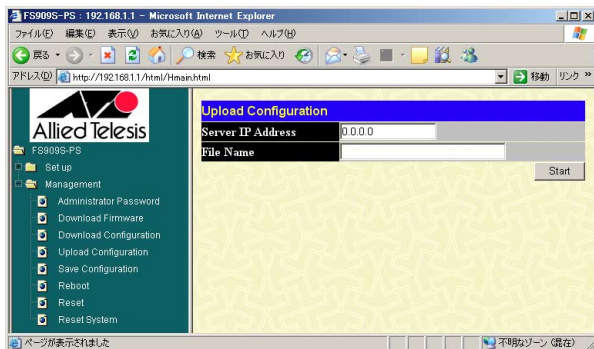 FS909S-PS : 192.168.1.1 - Microsoft Internet Explorer
ファイル(F) 編集(E) 表示(V) お気に入り(A) ツール(T) ヘルプ(H)
戻る 検索 お気に入り
アドレス(D) http://192.168.1.1/html/Hmain.html 移動 リンク »
Allied Telesis
FS909S-PS
Set up
Management
Administrator Password
Download Firmware
Download Configuration
Upload Configuration
Save Configuration
Reboot
Reset
Reset System
Upload Configuration
Server IP Address 0.0.0.0
File Name
Start
ページが表示されました 不明なゾーン (混在)